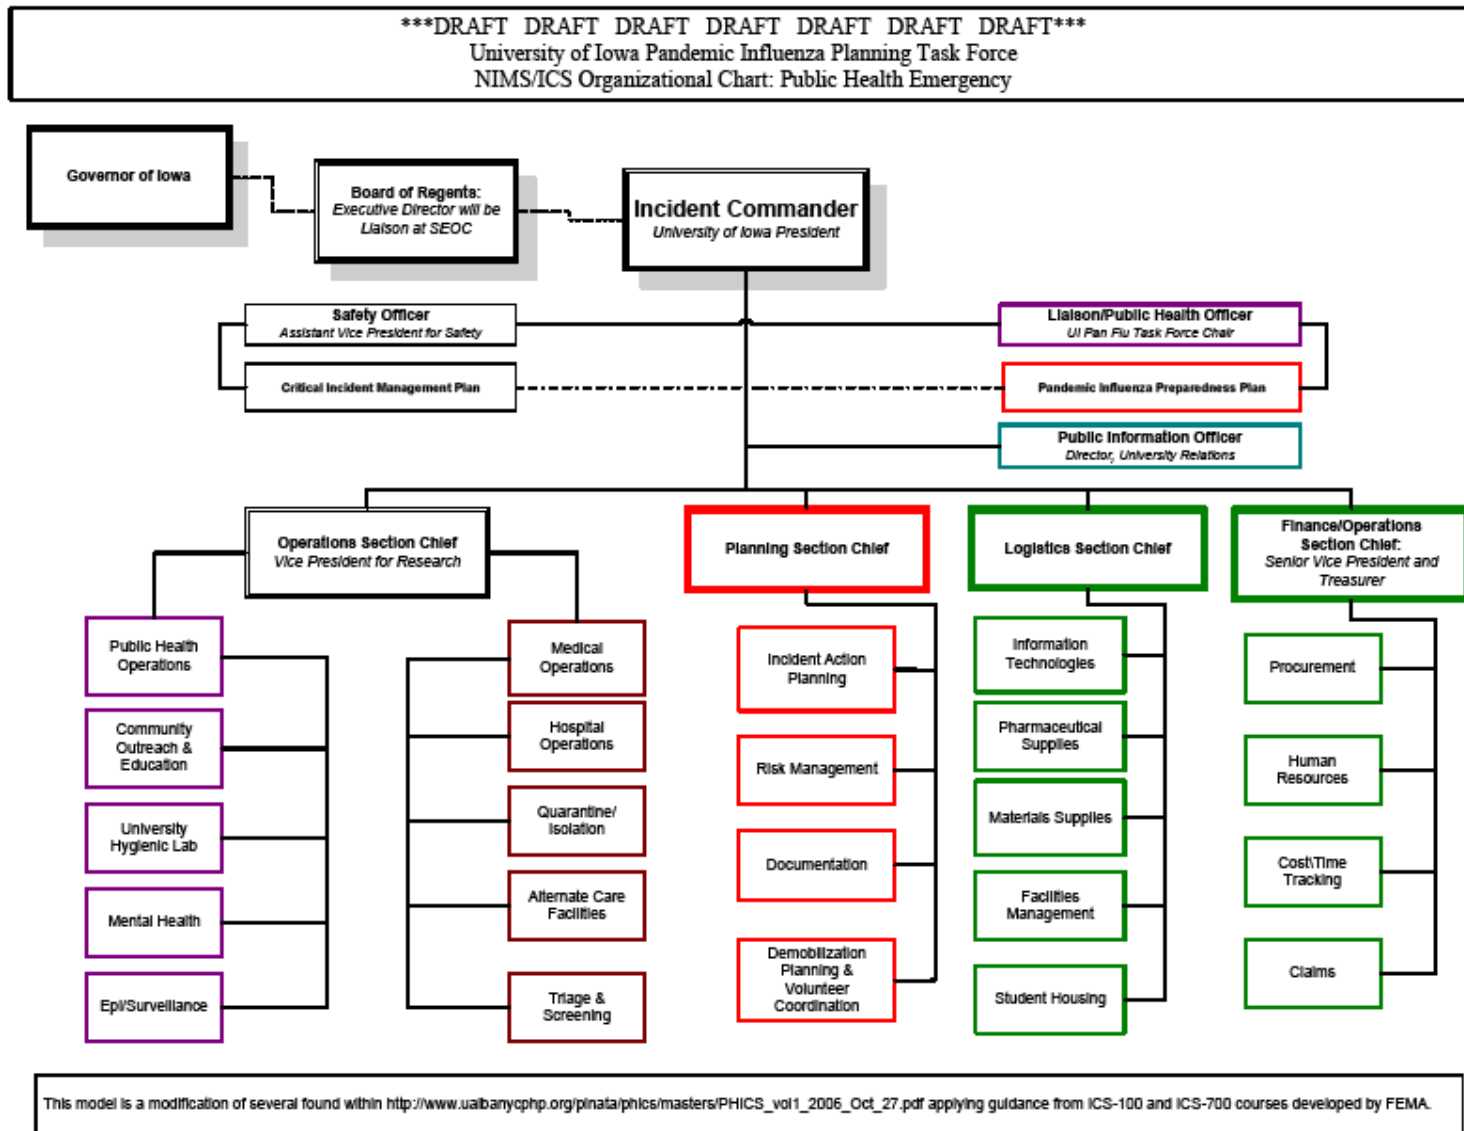 ***DRAFT DRAFT DRAFT DRAFT DRAFT DRAFT DRAFT***
University of Iowa Pandemic Influenza Planning Task Force
NIMS/ICS Organizational Chart: Public Health Emergency
Governor of Iowa
Board of Regents:
Executive Director will be
Liaison at SEOC
Incident Commander
University of Iowa President
Safety Officer
Assistant Vice President for Safety
Liaison/Public Health Officer
UI Pan Flu Task Force Chair
Critical Incident Management Plan
Pandemic Influenza Preparedness Plan
Public Information Officer
Director, University Relations
Operations Section Chief
Vice President for Research
Planning Section Chief
Logistics Section Chief
Finance/Operations
Section Chief:
Senior Vice President and
Treasurer
Public Health
Operations
Community
Outreach &
Education
University
Hygienic Lab
Mental Health
Epi/Surveillance
Medical
Operations
Hospital
Operations
Quarantine/
Isolation
Alternate Care
Facilities
Triage &
Screening
Incident Action
Planning
Risk Management
Documentation
Demobilization
Planning &
Volunteer
Coordination
Information
Technologies
Pharmaceutical
Supplies
Materials Supplies
Facilities
Management
Student Housing
Procurement
Human
Resources
Cost\Time
Tracking
Claims
This model is a modification of several found within http://www.ualbanycphp.org/pinata/phics/masters/PHICS_vol1_2006_Oct_27.pdf applying guidance from ICS-100 and ICS-700 courses developed by FEMA.